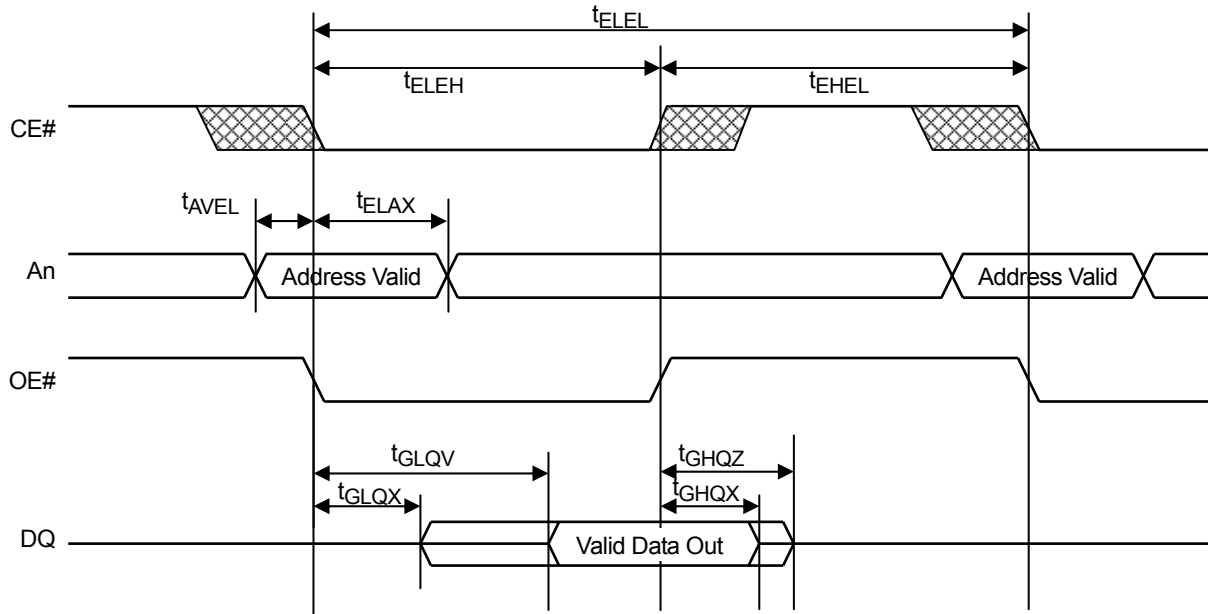 tELEL
tELEH
tEHEL
CE#
tAVEL
tELAX
An
Address Valid
Address Valid
OE#
tGLQV
tGHQZ
tGLQX
tGHQX
DQ
Valid Data Out